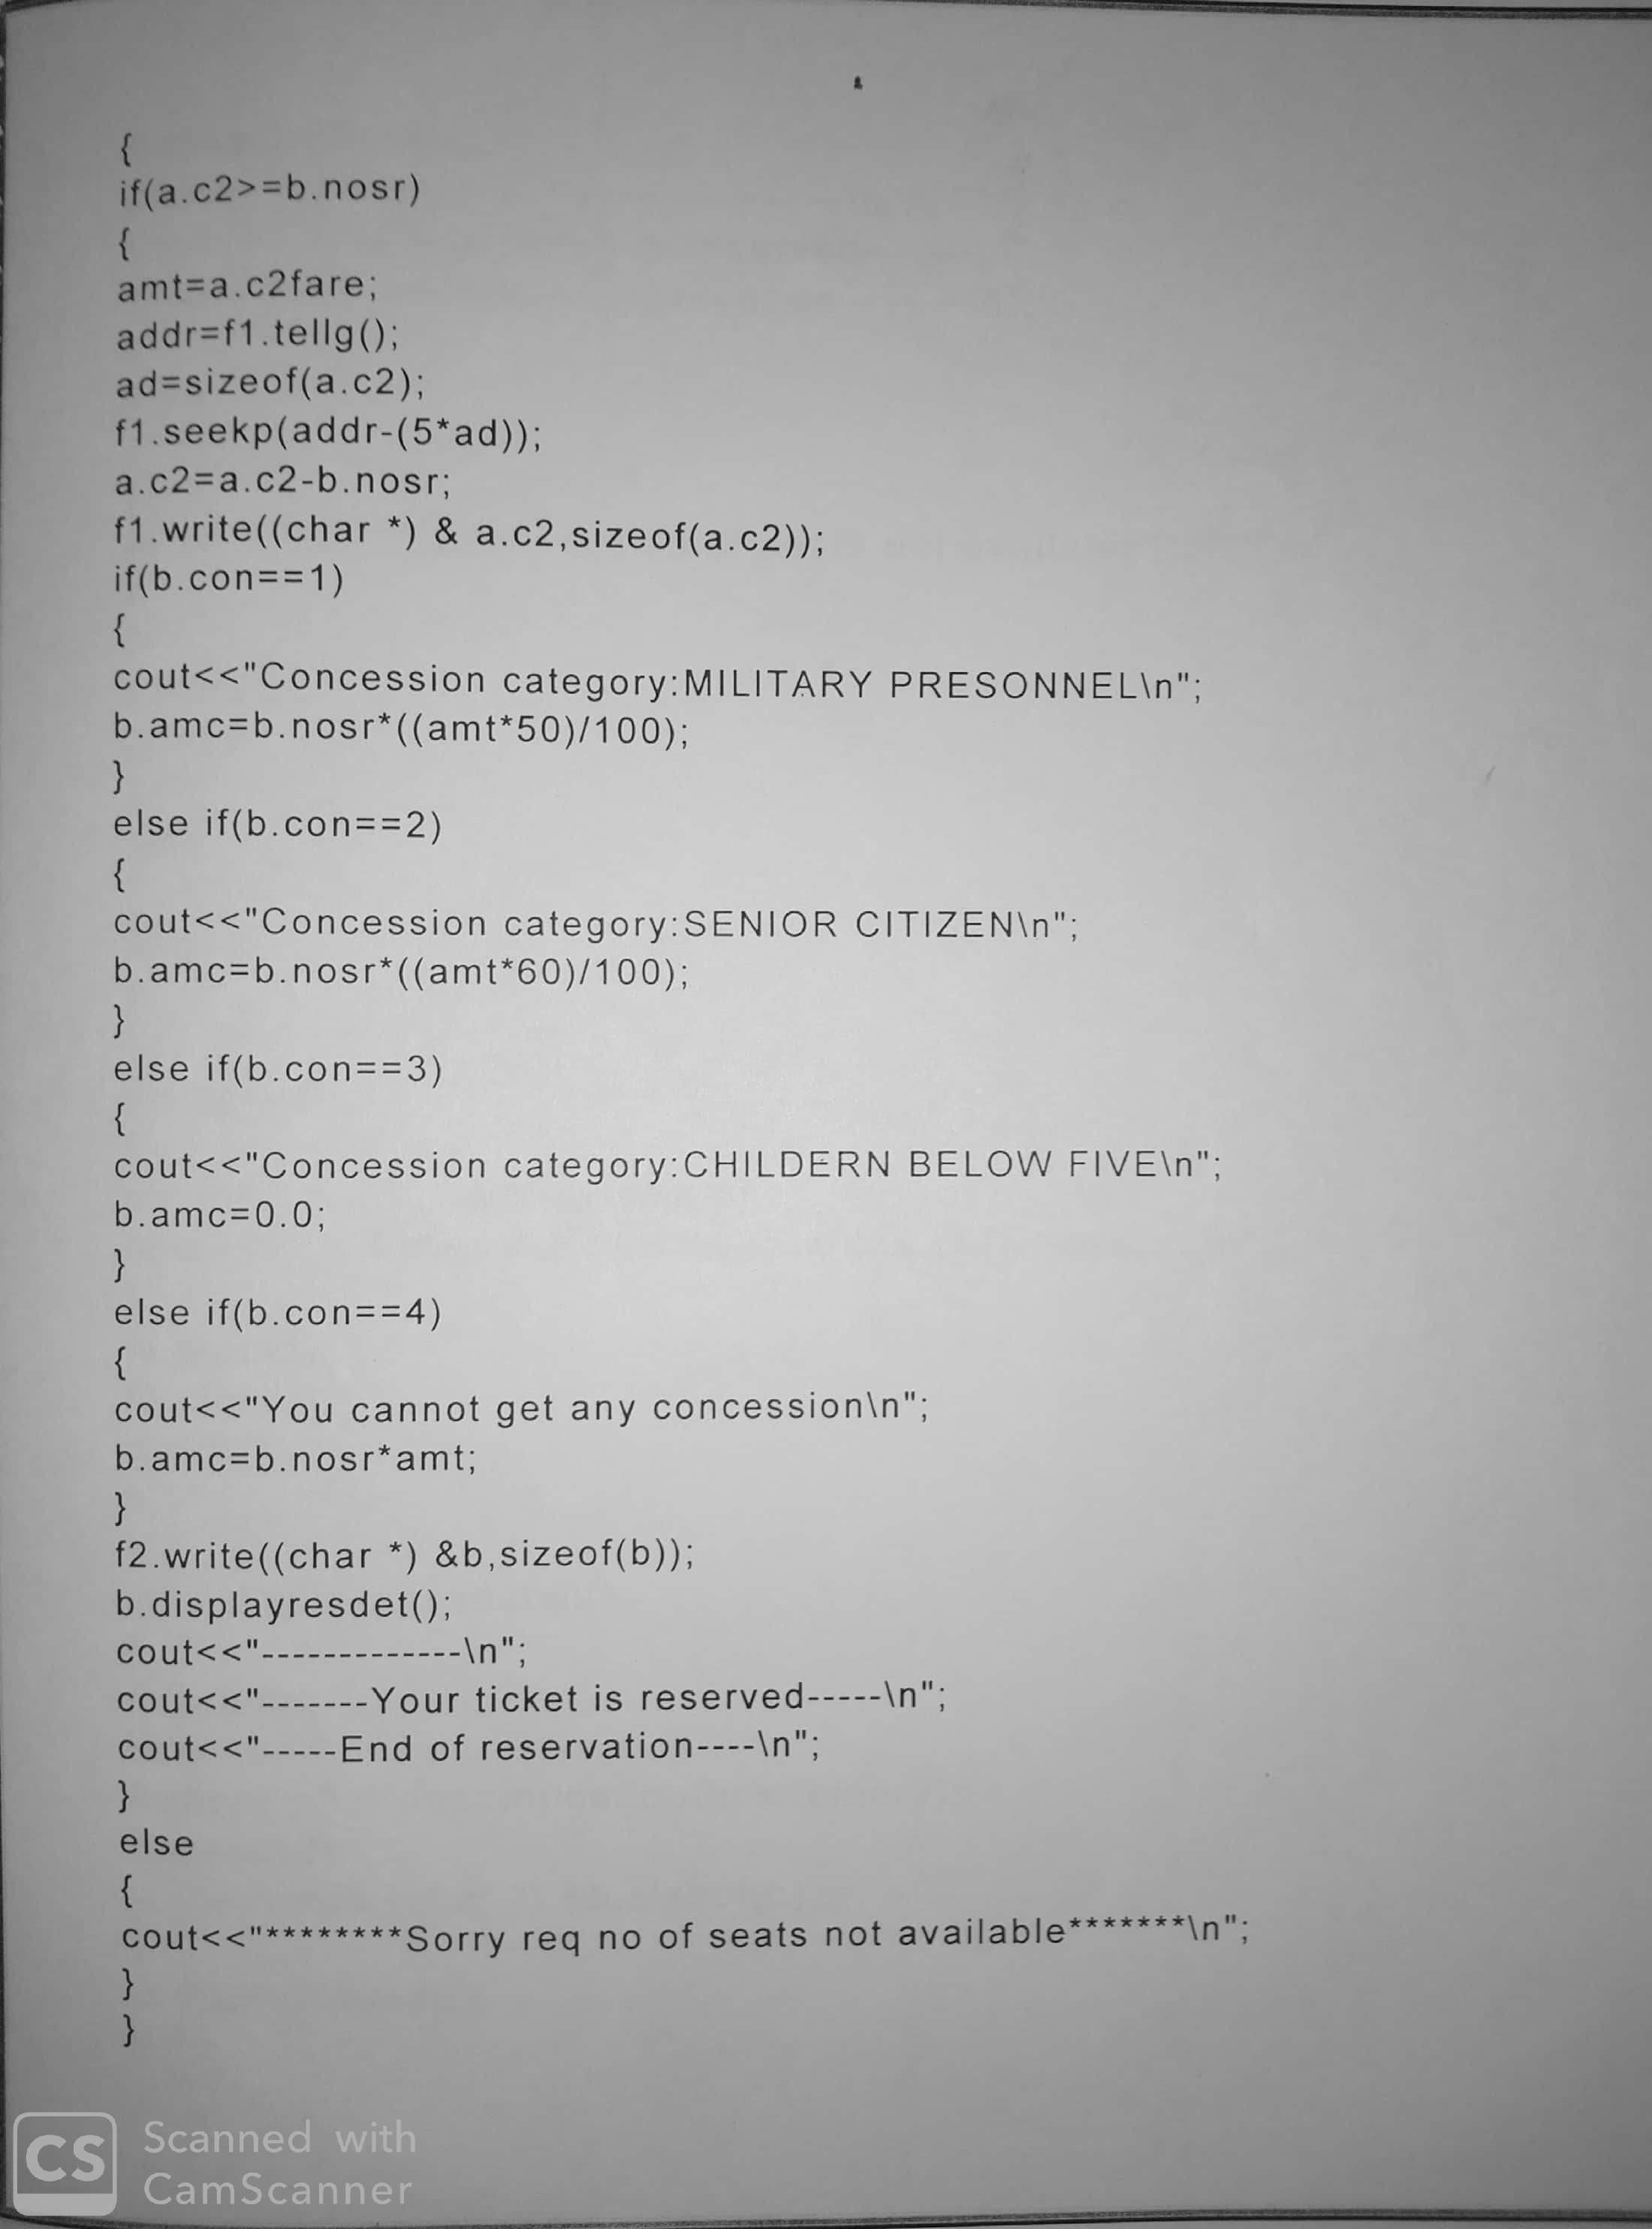 {
if(a.c2>=b.nosr)
{
amt=a.c2fare;
addr=f1.tellg();
ad=sizeof(a.c2);
f1.seekp(addr-(5*ad));
a.c2=a.c2-b.nosr;
f1.write((char *) & a.c2,sizeof(a.c2));
if(b.con==1)
{
cout<<"Concession category:MILITARY PRESONNEL\n";
b.amc=b.nosr*((amt*50)/100);
}
else if(b.con==2)
{
cout<<"Concession category:SENIOR CITIZEN\n";
b.amc=b.nosr*((amt*60)/100);
}
else if(b.con==3)
{
cout<<"Concession category:CHILDERN BELOW FIVE\n";
b.amc=0.0;
}
else if(b.con==4)
{
cout<<"You cannot get any concession\n";
b.amc=b.nosr*amt;
}
f2.write((char *) &b,sizeof(b));
b.displayresdet();
cout<<"-------------\n";
cout<<"-------Your ticket is reserved-----\n";
cout<<"-----End of reservation----\n";
}
else
{
cout<<"********Sorry req no of seats not available*******\n";
}
}
CS Scanned with
CamScanner